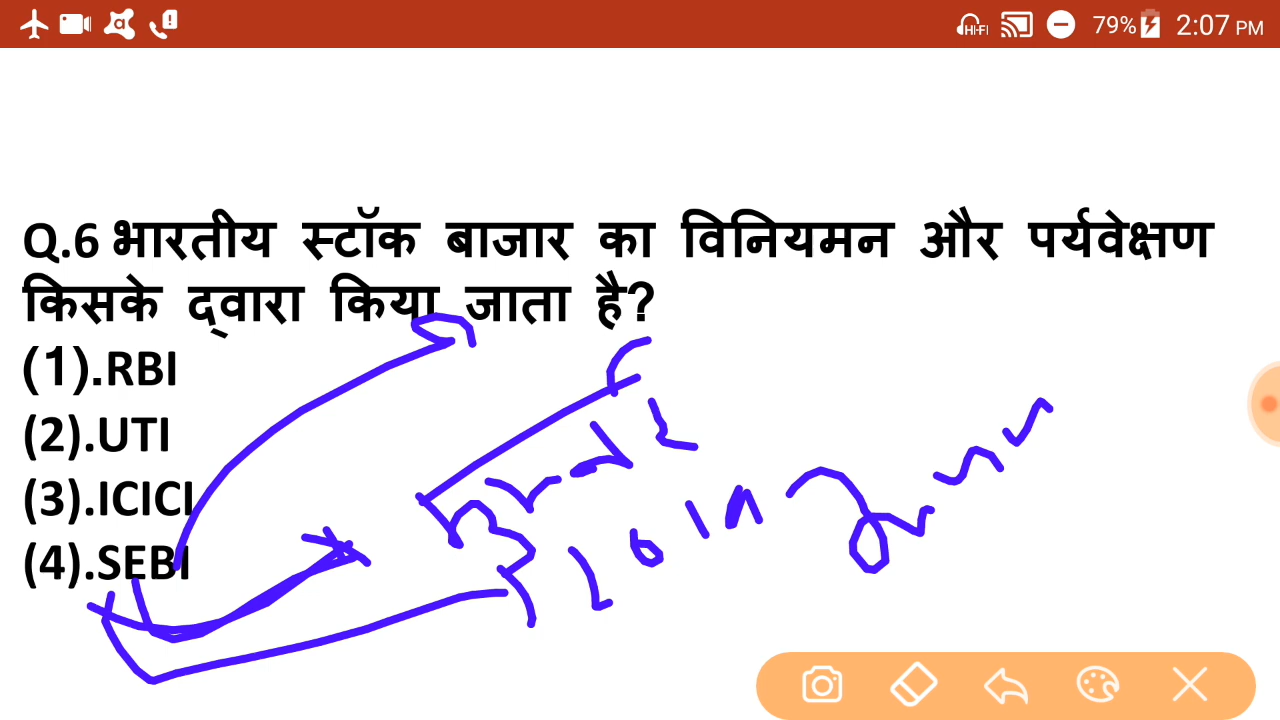 79% 2:07 PM
Q.6 भारतीय स्टॉक बाजार का विनियमन और पर्यवेक्षण
किसके द्वारा किया जाता है?
(1).RBI
(2).UTI
(3).ICICI
(4).SEBI